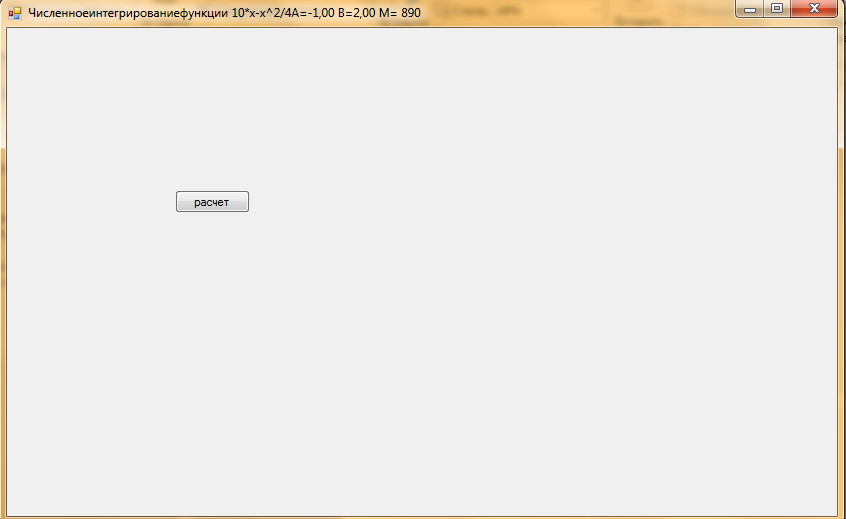 Численноеинтегрированиефункции 10*x-x^2/4A=-1,00 B=2,00 M= 890
расчет